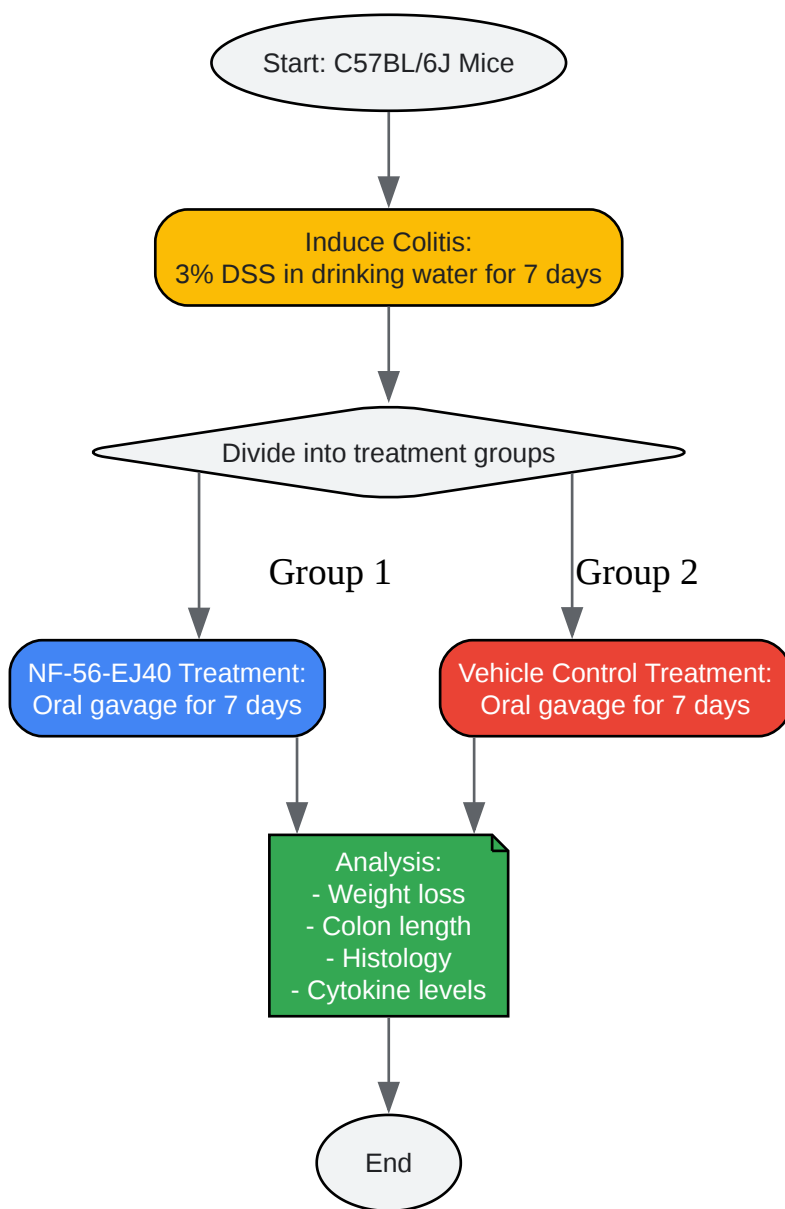 Start: C57BL/6J Mice
Induce Colitis:
3% DSS in drinking water for 7 days
Divide into treatment groups
Group 1
Group 2
NF-56-EJ40 Treatment:
Oral gavage for 7 days
Vehicle Control Treatment:
Oral gavage for 7 days
Analysis:
- Weight loss
- Colon length
- Histology
- Cytokine levels
End